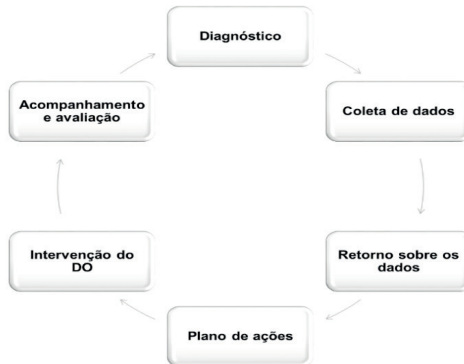 Diagnóstico
Coleta de dados
Retorno sobre os
dados
Plano de ações
Intervenção do
DO
Acompanhamento
e avaliação